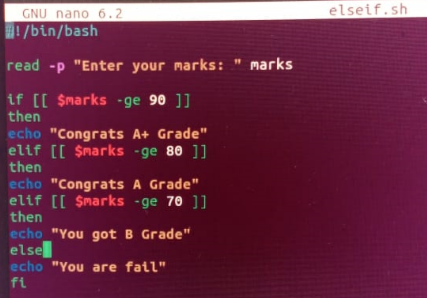 GNU nano 6.2 elseif.sh
#!/bin/bash
read -p "Enter your marks: " marks
if [[ $marks -ge 90 ]]
then
echo "Congrats A+ Grade"
elif [[ $marks -ge 80 ]]
then
echo "Congrats A Grade"
elif [[ $marks -ge 70 ]]
then
echo "You got B Grade"
else
echo "You are fail"
fi